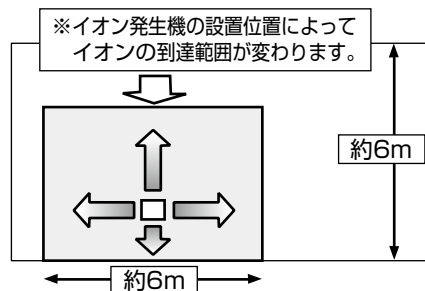 ※イオン発生機の設置位置によって
イオンの到達範囲が変わります。
約6m
約6m